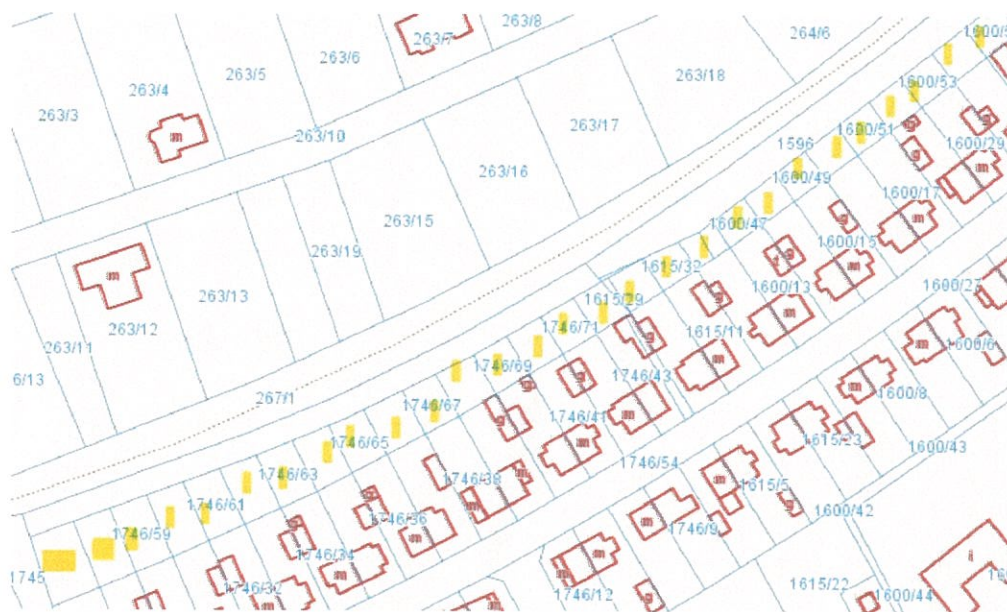 263/8
1600/5
263/7
264/6
263/6
263/5
263/18
1600/53
263/4
263/3
g
m
263/17
1600/51
g
263/10
1596
1600/29
g
m
263/16
1600/49
1600/17
m
263/15
1600/47
g
263/19
1600/15
g
m
m
1615/32
263/13
1600/13
1600/27
1615/29
g
m
263/12
1746/71
1615/11
g
263/11
m
1600/6
1746/69
1746/43
6/13
g
g
m
1600/8
267/1
1746/67
m
1746/41
g
1615/23
1746/65
m
1600/43
1746/54
1746/63
1746/38
m
m
1615/5
1746/61
g
m
g
1746/36
m
1746/9
1600/42
1746/59
g
m
1746/34
m
m
i
1745
m
1615/22
1746/32
1746/12
g
1600/44
m
m